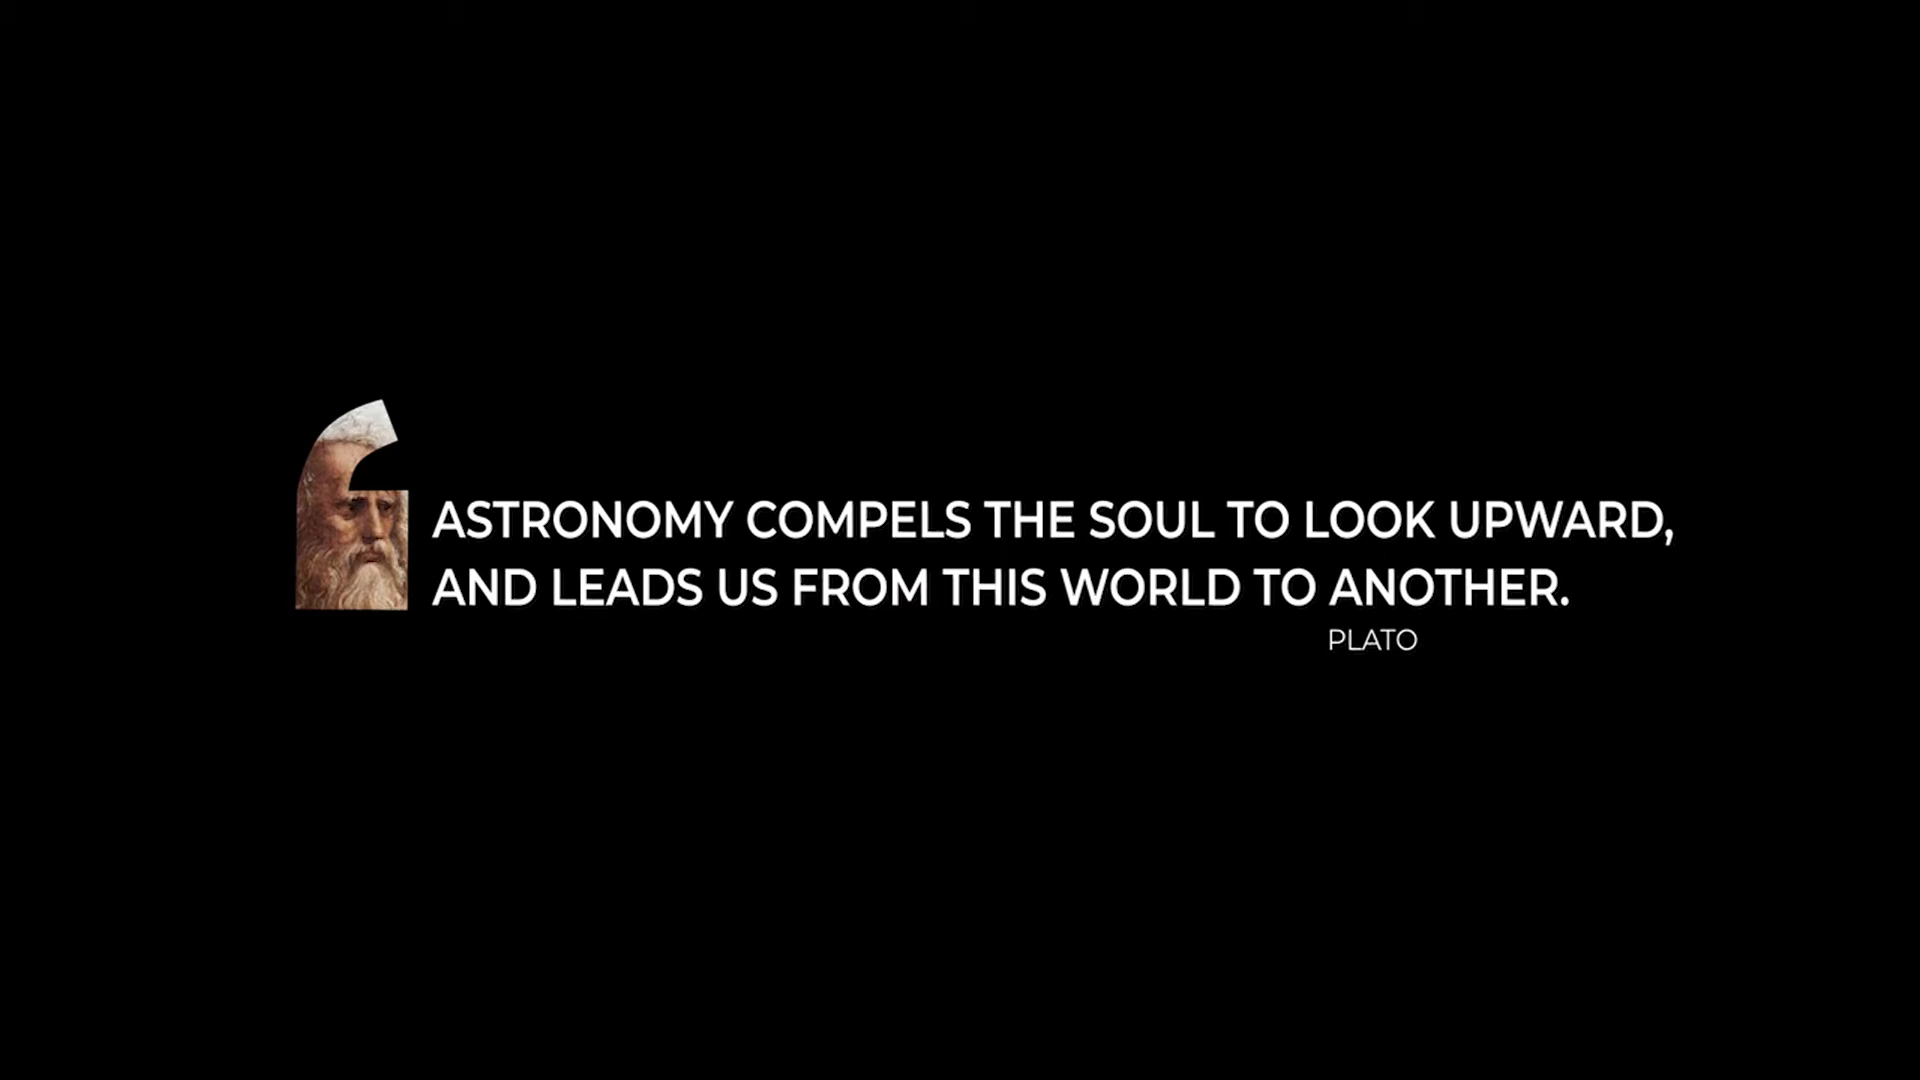 ASTRONOMY COMPELS THE SOUL TO LOOK UPWARD,
AND LEADS US FROM THIS WORLD TO ANOTHER.
PLATO